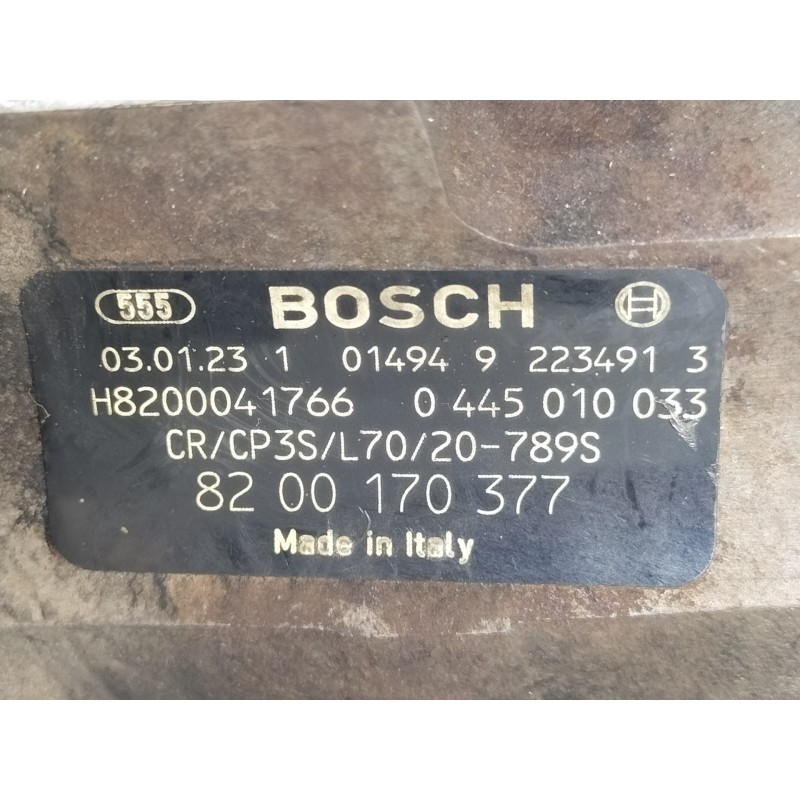 555 BOSCH
03.01.23 1 01494 9 223491 3
H8200041766 0 445 010 033
CR/CP3S/L70/20-789S
82 00 170 377
Made in Italy